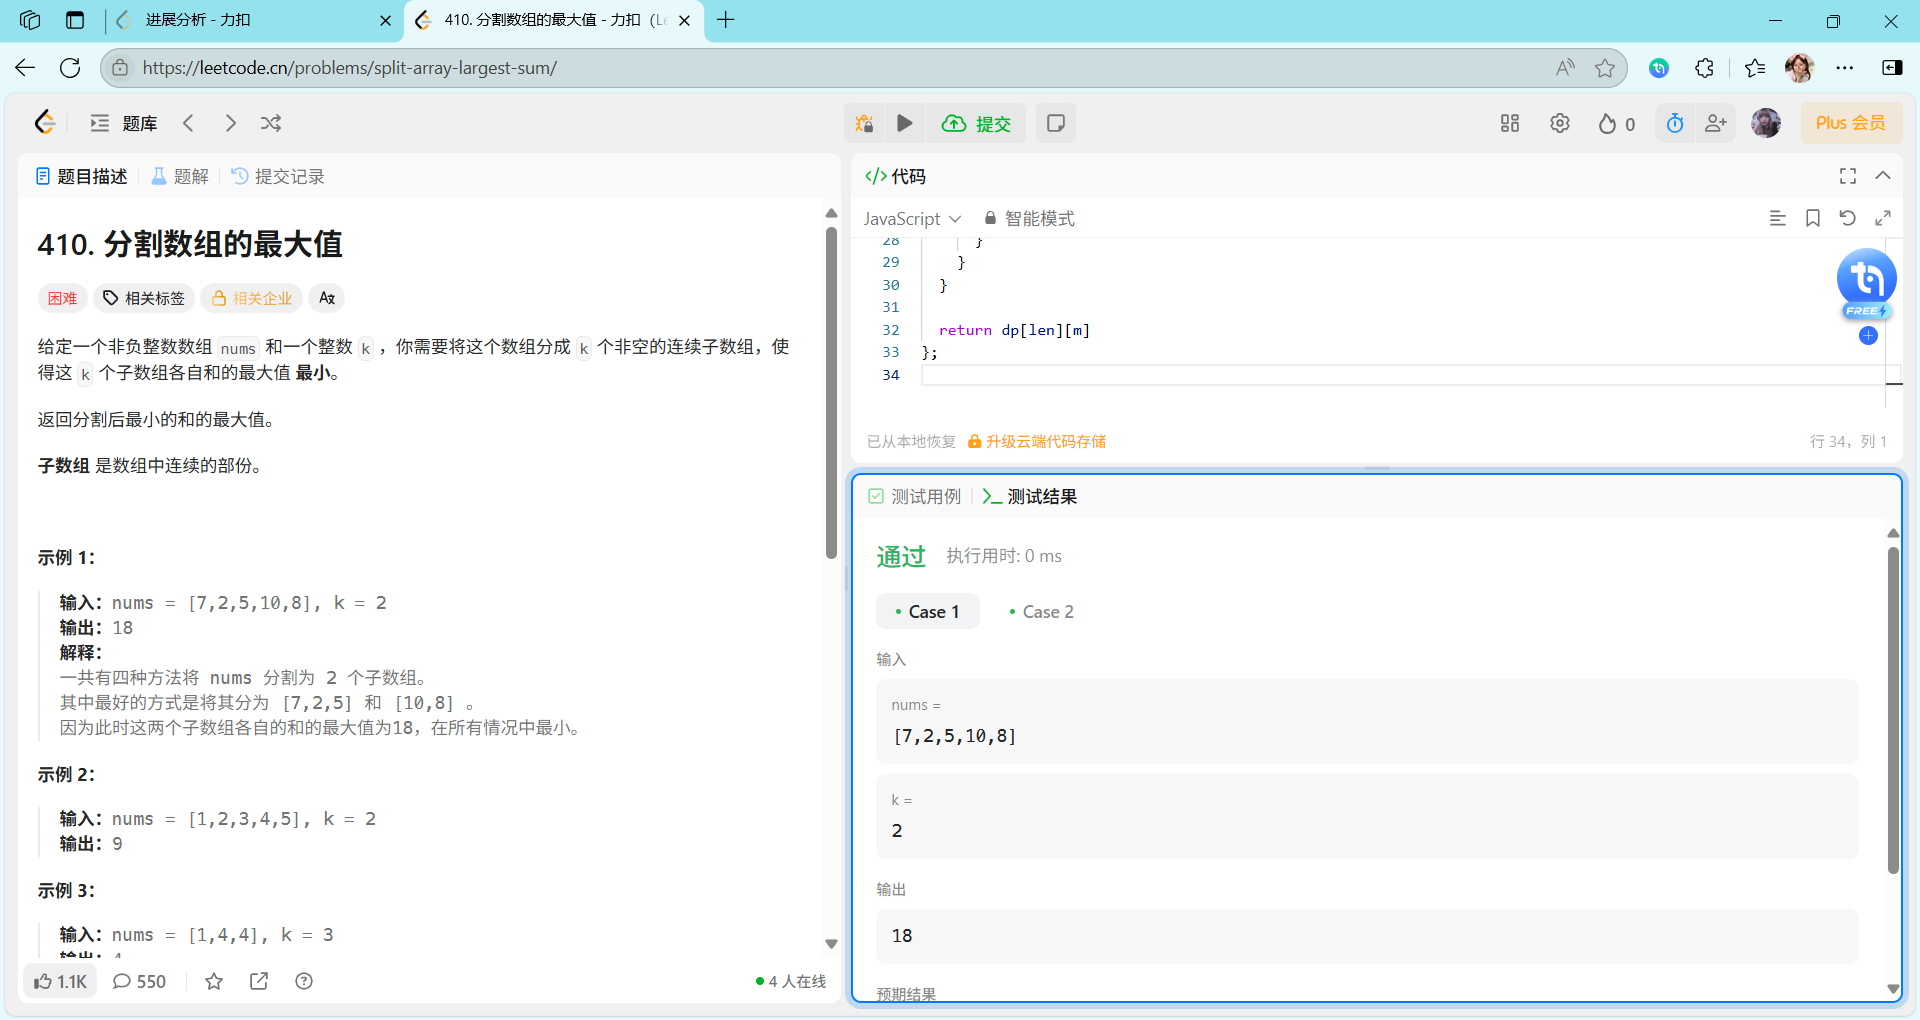 进展分析 - 力扣
410. 分割数组的最大值 - 力扣（Le
https://leetcode.cn/problems/split-array-largest-sum/
题库
提交
0
Plus 会员
题目描述
题解
提交记录
410. 分割数组的最大值
困难
相关标签
相关企业
给定一个非负整数数组 nums 和一个整数 k ，你需要将这个数组分成 k 个非空的连续子数组，使
得这 k 个子数组各自和的最大值 最小。
返回分割后最小的和的最大值。
子数组 是数组中连续的部份。
示例 1：
输入：nums = [7,2,5,10,8], k = 2
输出：18
解释：
一共有四种方法将 nums 分割为 2 个子数组。
其中最好的方式是将其分为 [7,2,5] 和 [10,8] 。
因为此时这两个子数组各自的和的最大值为18，在所有情况中最小。
示例 2：
输入：nums = [1,2,3,4,5], k = 2
输出：9
示例 3：
输入：nums = [1,4,4], k = 3
输出：4
1.1K
550
4 人在线
代码
JavaScript
智能模式
28 }
29 }
30 }
31
32 return dp[len][m]
33 };
34
FREE
已从本地恢复
升级云端代码存储
行 34，列 1
测试用例
测试结果
通过
执行用时: 0 ms
Case 1
Case 2
输入
nums =
[7,2,5,10,8]
k =
2
输出
18
预期结果